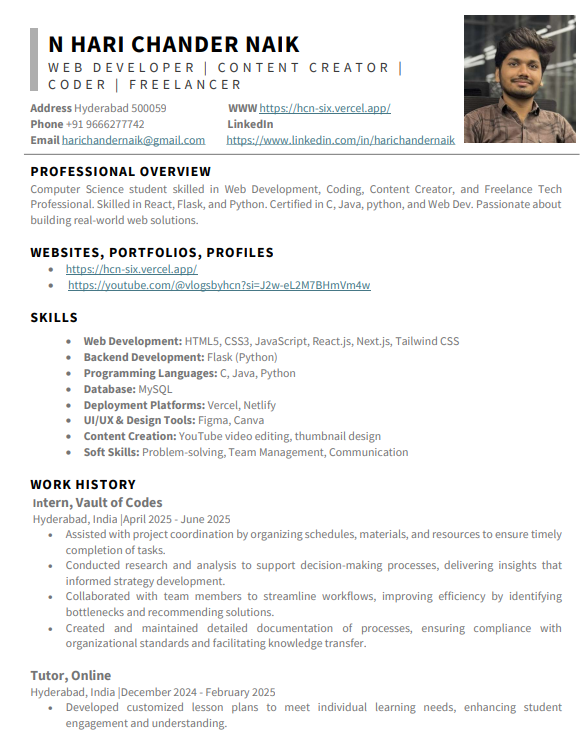 N HARI CHANDER NAIK
WEB DEVELOPER | CONTENT CREATOR |
CODER | FREELANCER
Address Hyderabad 500059
WWW https://hcn-six.vercel.app/
Phone +91 9666277742
LinkedIn
Email harichandernaik@gmail.com
https://www.linkedin.com/in/harichandernaik
PROFESSIONAL OVERVIEW
Computer Science student skilled in Web Development, Coding, Content Creator, and Freelance Tech
Professional. Skilled in React, Flask, and Python. Certified in C, Java, python, and Web Dev. Passionate about
building real-world web solutions.
WEBSITES, PORTFOLIOS, PROFILES
• https://hcn-six.vercel.app/
• https://youtube.com/@vlogsbyhcn?si=J2w-eL2M7BHmVm4w
SKILLS
• Web Development: HTML5, CSS3, JavaScript, React.js, Next.js, Tailwind CSS
• Backend Development: Flask (Python)
• Programming Languages: C, Java, Python
• Database: MySQL
• Deployment Platforms: Vercel, Netlify
• UI/UX & Design Tools: Figma, Canva
• Content Creation: YouTube video editing, thumbnail design
• Soft Skills: Problem-solving, Team Management, Communication
WORK HISTORY
Intern, Vault of Codes
Hyderabad, India |April 2025 - June 2025
• Assisted with project coordination by organizing schedules, materials, and resources to ensure timely
completion of tasks.
• Conducted research and analysis to support decision-making processes, delivering insights that
informed strategy development.
• Collaborated with team members to streamline workflows, improving efficiency by identifying
bottlenecks and recommending solutions.
• Created and maintained detailed documentation of processes, ensuring compliance with
organizational standards and facilitating knowledge transfer.
Tutor, Online
Hyderabad, India |December 2024 - February 2025
• Developed customized lesson plans to meet individual learning needs, enhancing student
engagement and understanding.